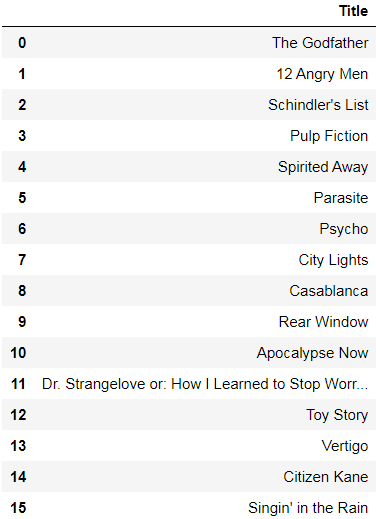 Title
0 The Godfather
1 12 Angry Men
2 Schindler's List
3 Pulp Fiction
4 Spirited Away
5 Parasite
6 Psycho
7 City Lights
8 Casablanca
9 Rear Window
10 Apocalypse Now
11 Dr. Strangelove or: How I Learned to Stop Worr...
12 Toy Story
13 Vertigo
14 Citizen Kane
15 Singin' in the Rain